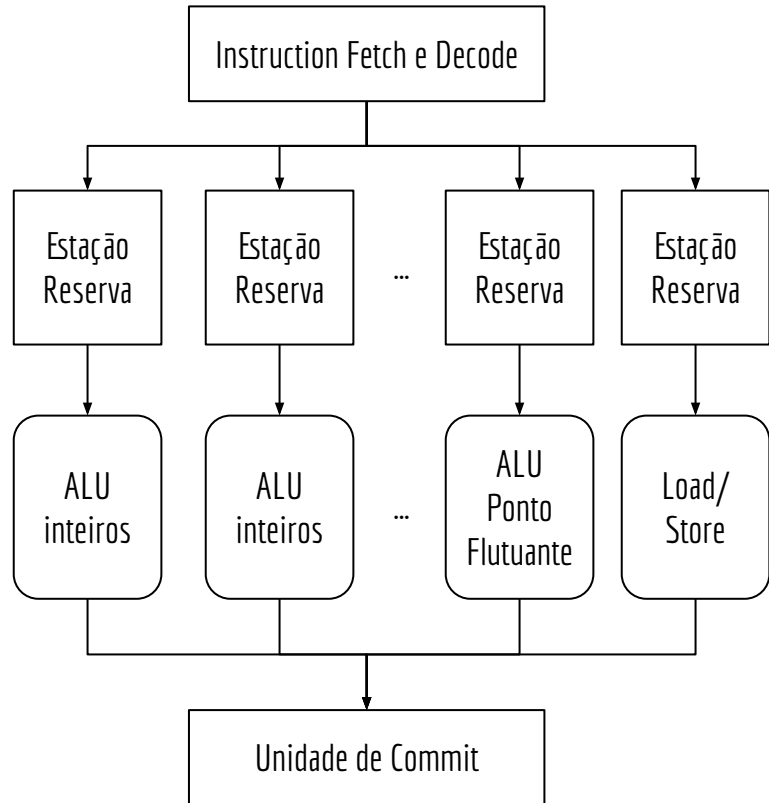 Instruction Fetch e Decode
Estação
Reserva
Estação
Reserva
...
Estação
Reserva
Estação
Reserva
ALU
inteiros
ALU
inteiros
...
ALU
Ponto
Flutuante
Load/
Store
Unidade de Commit